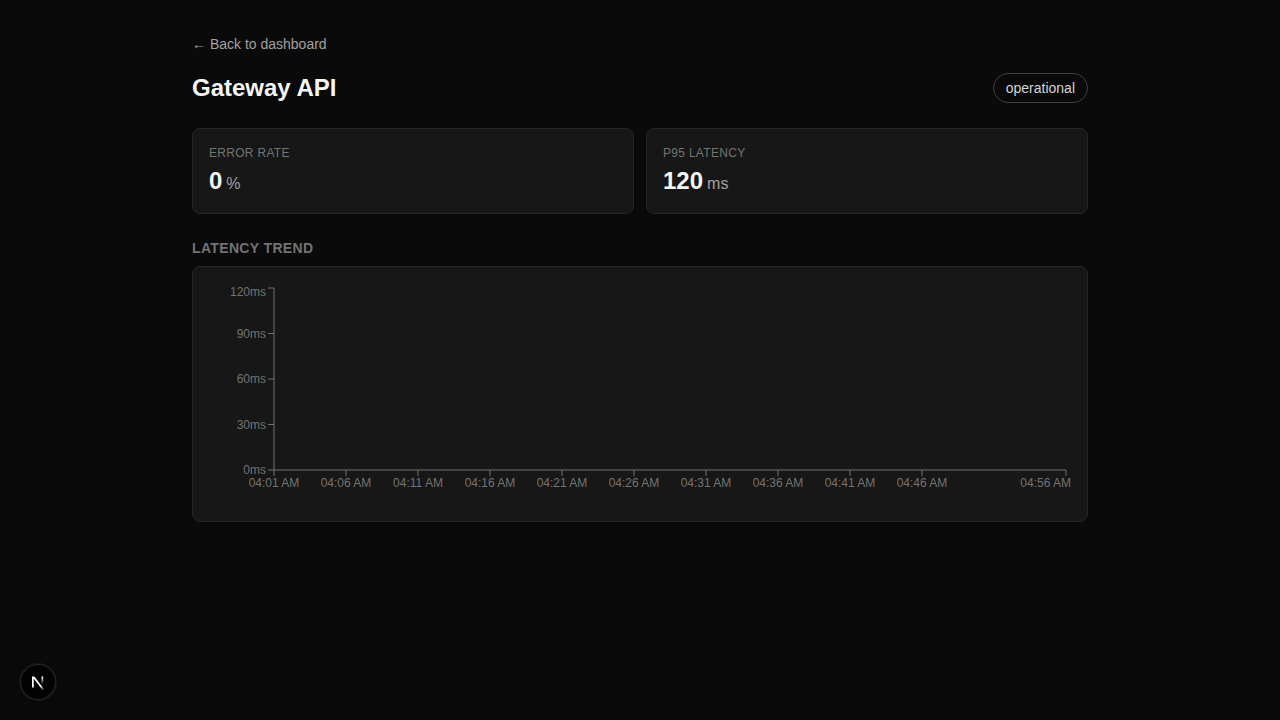 ← Back to dashboard
Gateway API
operational
ERROR RATE
0 %
P95 LATENCY
120 ms
LATENCY TREND
120ms
90ms
60ms
30ms
0ms
04:01 AM 04:06 AM 04:11 AM 04:16 AM 04:21 AM 04:26 AM 04:31 AM 04:36 AM 04:41 AM 04:46 AM 04:56 AM
N